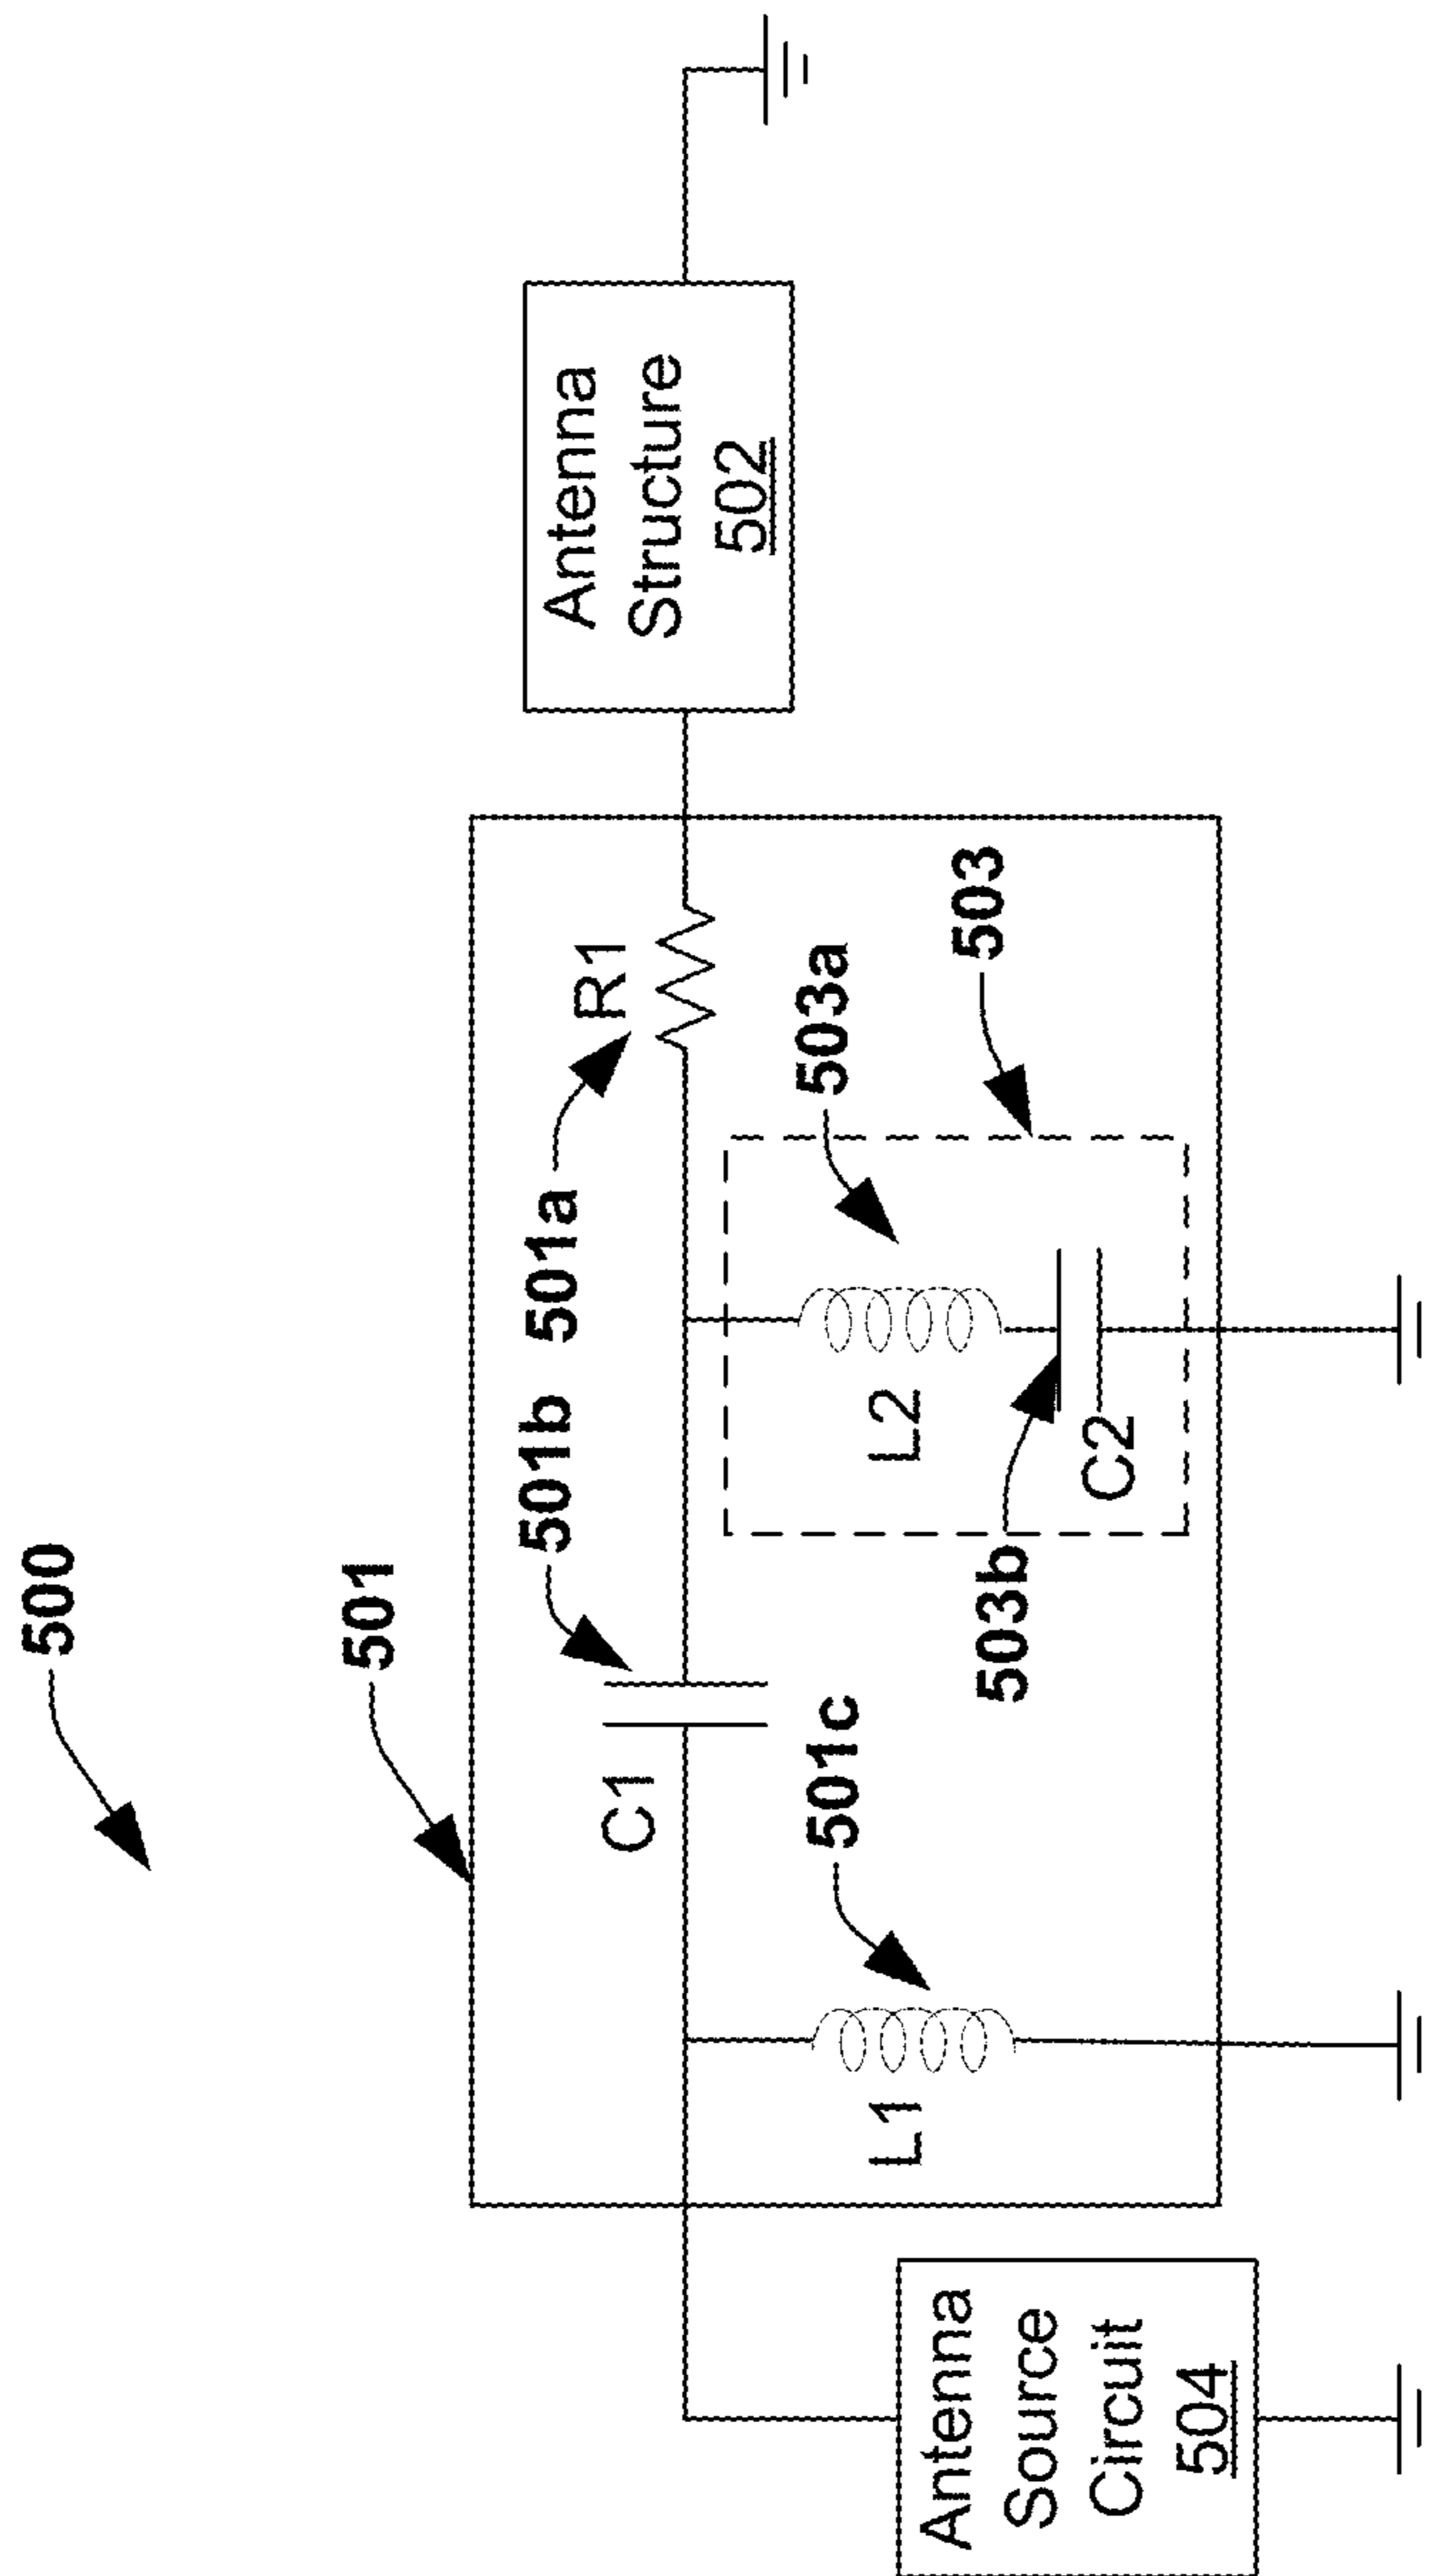 500
501
501b
501a
C1
R1
501c
503a
503
L1
L2
503b
C2
Antenna
Structure
502
Antenna
Source
Circuit
504